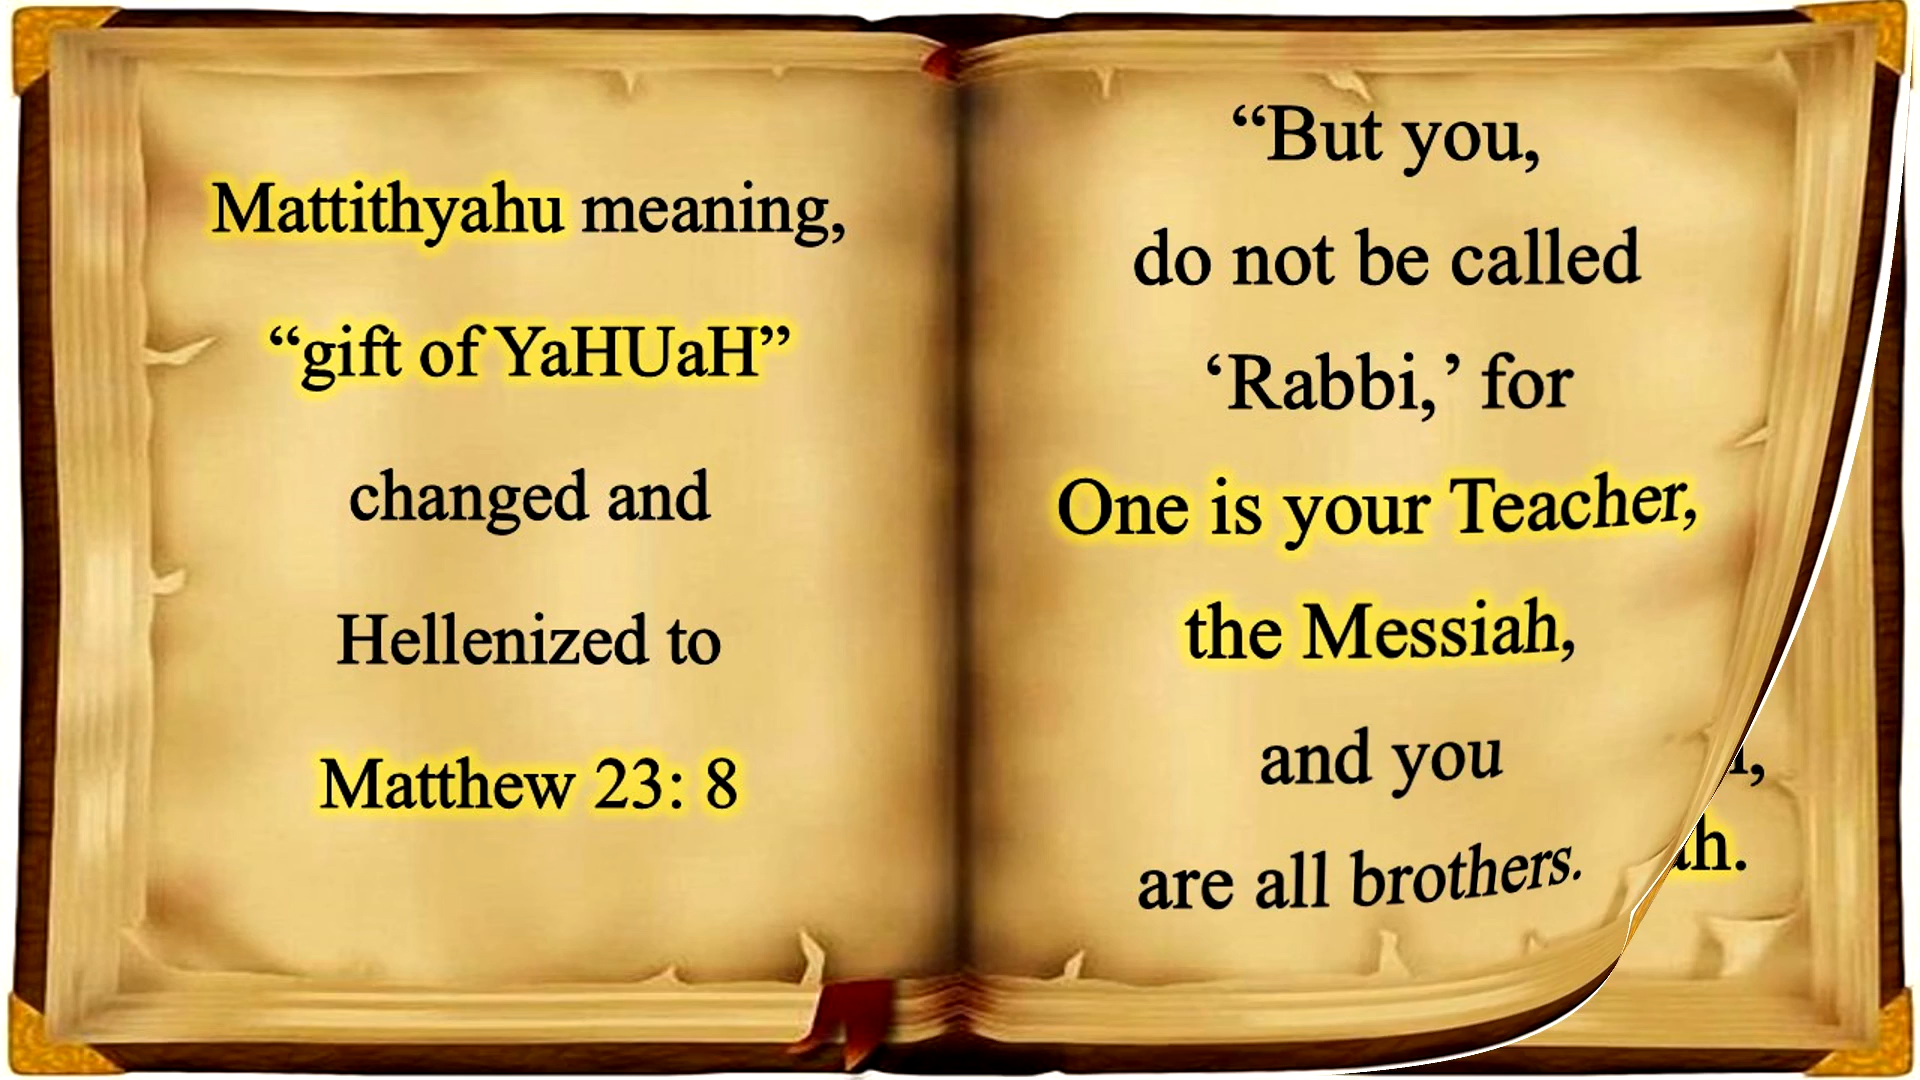 Mattithyahu meaning,
“gift of YaHUaH”
changed and
Hellenized to
Matthew 23: 8
“But you,
do not be called
‘Rabbi,’ for
One is your Teacher,
the Messiah,
and you
are all brothers.
ah.